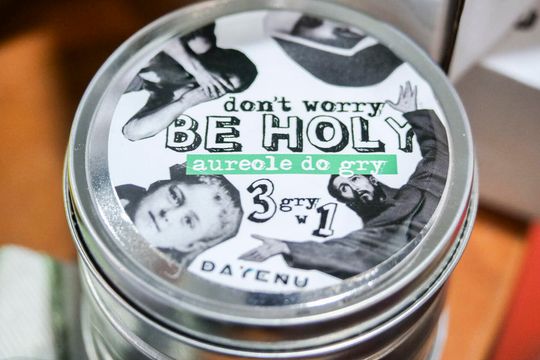 don't worry
BE HOLY
aureole do gry
3 gry w 1
DAYENU